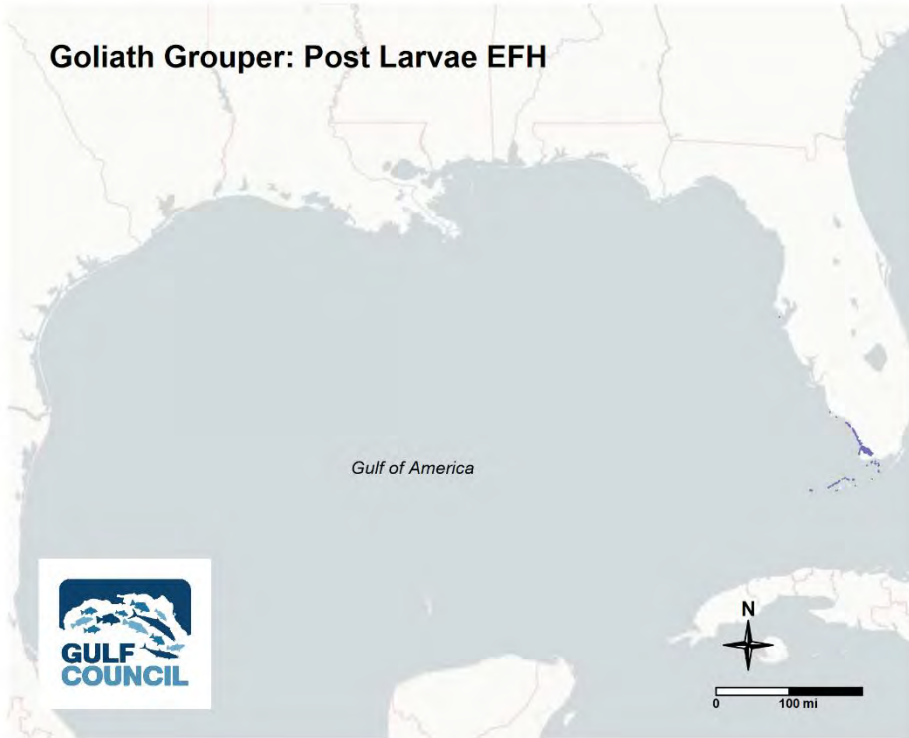 Goliath Grouper: Post Larvae EFH
Gulf of America
GULF
COUNCIL
N
0 100 mi